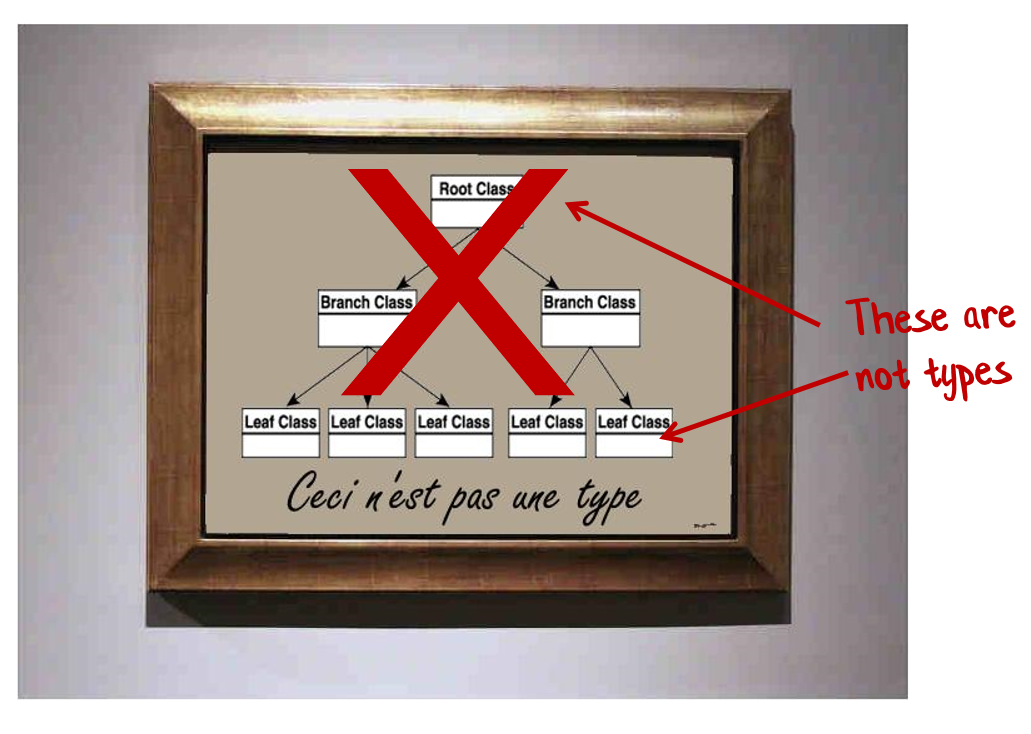 Root Class
Branch Class Branch Class
These are
not types
Leaf Class Leaf Class Leaf Class Leaf Class Leaf Class
Ceci n'est pas une type